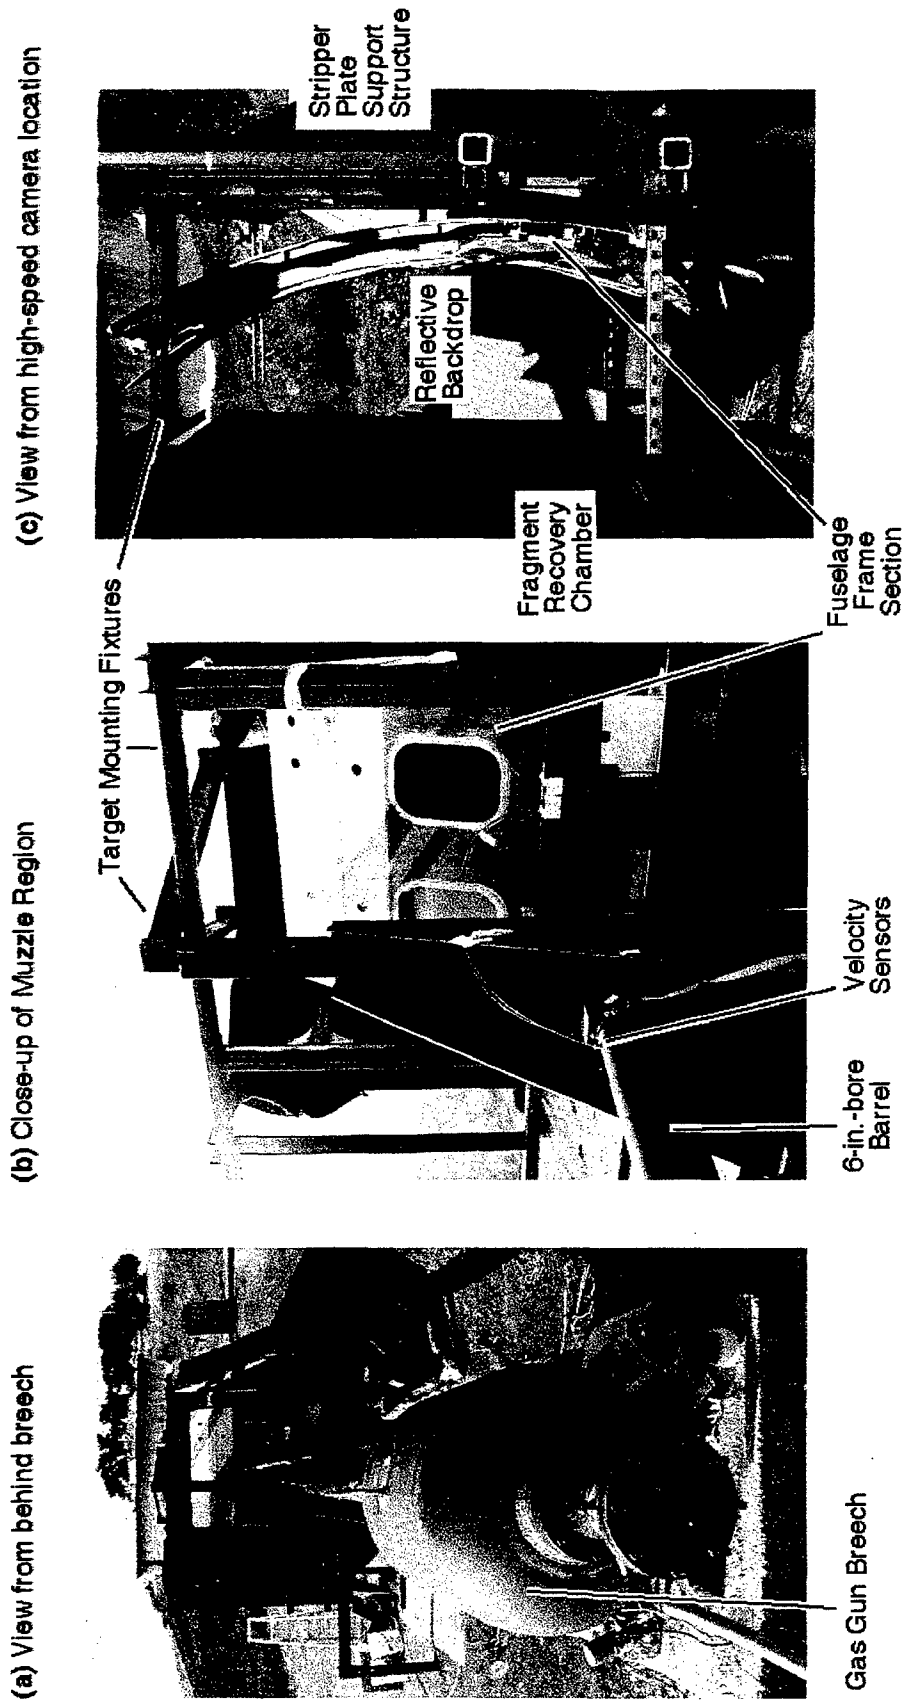 (a) View from behind breech
Gas Gun Breech
(b) Close-up of Muzzle Region
Target Mounting Fixtures
6-in.-bore
Barrel
Velocity
Sensors
Fuselage
Frame
Section
(c) View from high-speed camera location
Stripper
Plate
Support
Structure
Reflective
Backdrop
Fragment
Recovery
Chamber